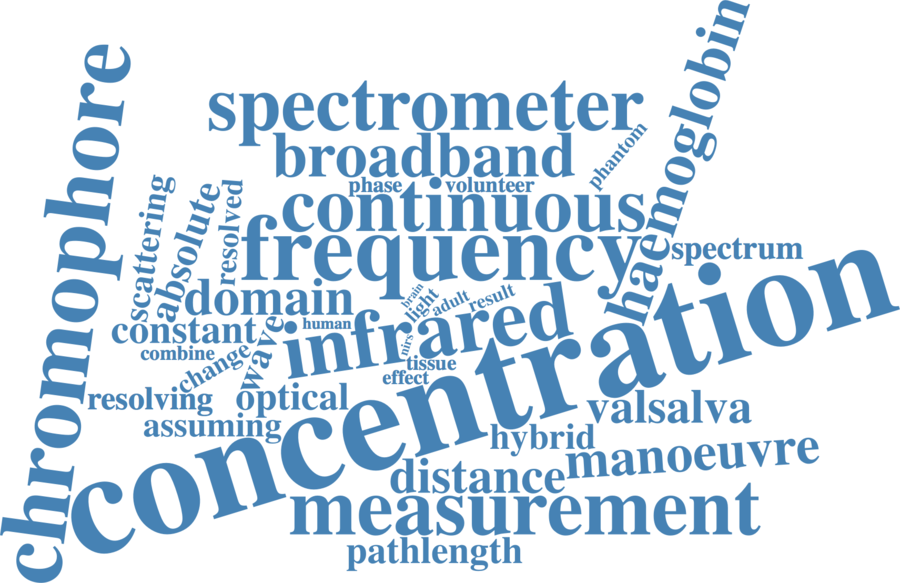 haemoglobin
chromophore
spectrometer
broadband
phantom
phase
volunteer
continuous
scattering
absolute
resolved
frequency
spectrum
domain
brain
light
adult
result
constant
human
wave
infrared
nirs
concentration
combine
change
tissue
effect
resolving
optical
valsalva
assuming
hybrid
manoeuvre
distance
measurement
pathlength